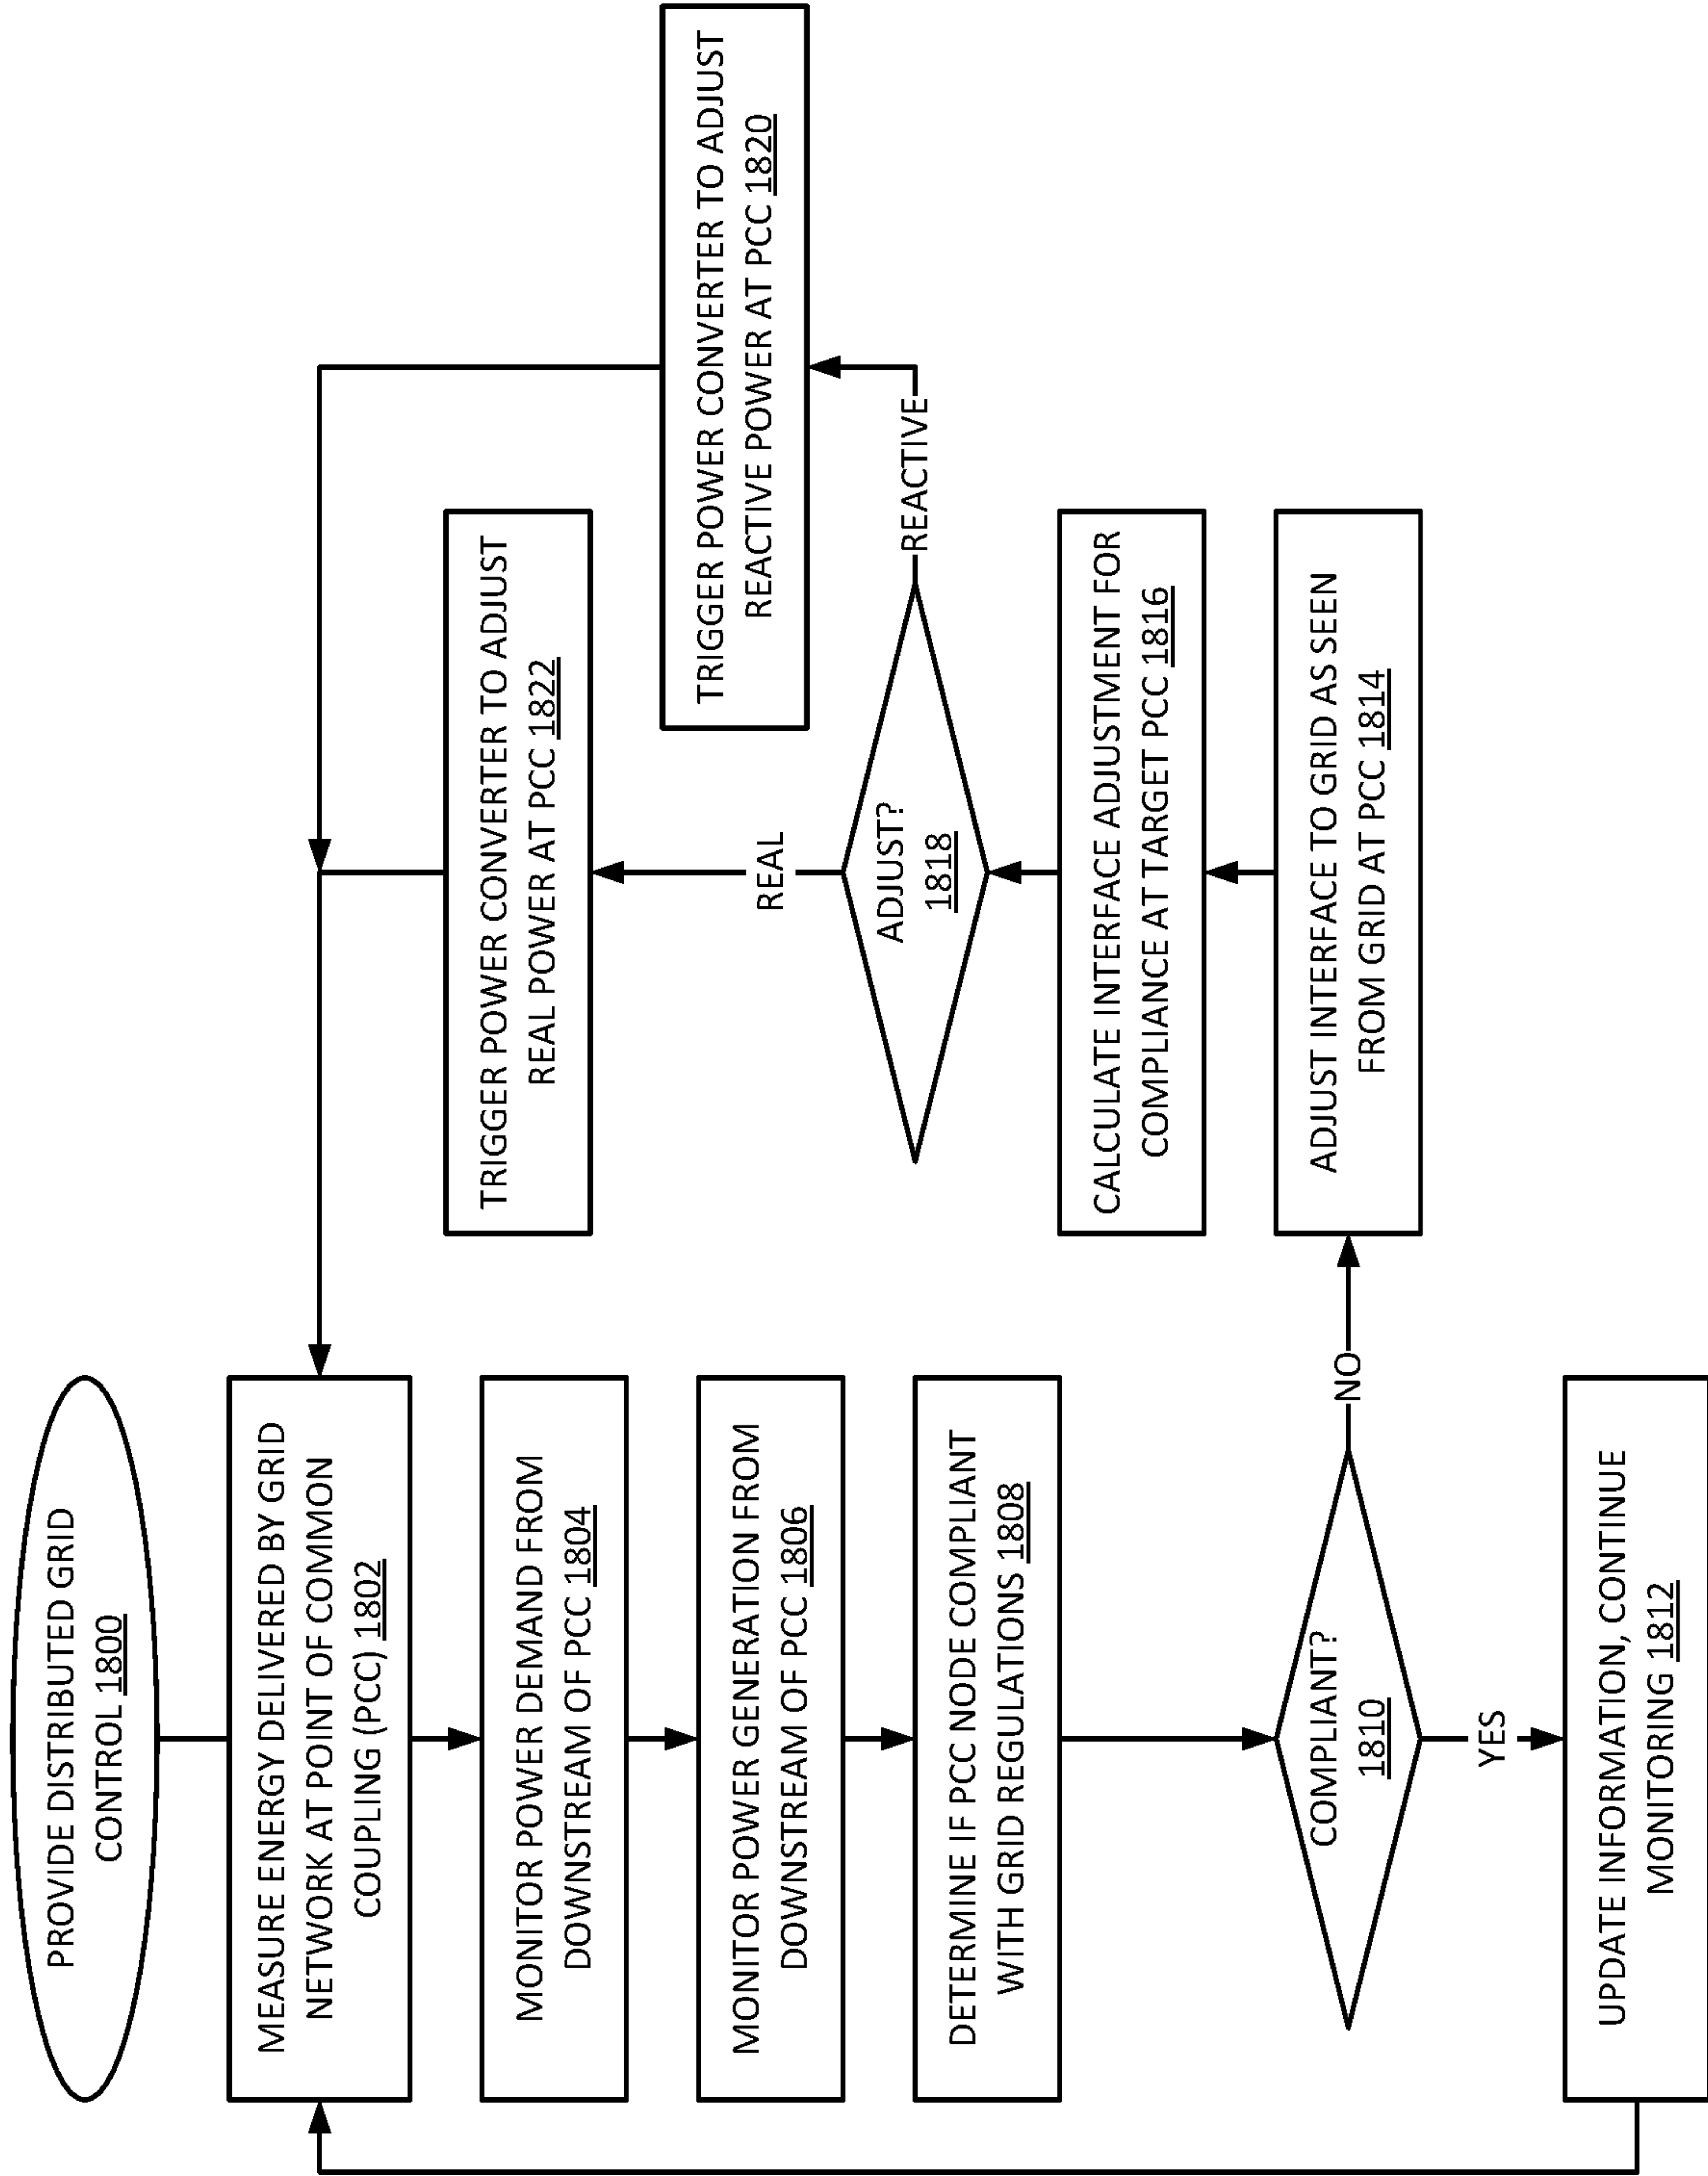 PROVIDE DISTRIBUTED GRID
CONTROL 1800
MEASURE ENERGY DELIVERED BY GRID
NETWORK AT POINT OF COMMON
COUPLING (PCC) 1802
MONITOR POWER DEMAND FROM
DOWNSTREAM OF PCC 1804
MONITOR POWER GENERATION FROM
DOWNSTREAM OF PCC 1806
DETERMINE IF PCC NODE COMPLIANT
WITH GRID REGULATIONS 1808
COMPLIANT?
1810
YES
NO
UPDATE INFORMATION, CONTINUE
MONITORING 1812
ADJUST INTERFACE TO GRID AS SEEN
FROM GRID AT PCC 1814
CALCULATE INTERFACE ADJUSTMENT FOR
COMPLIANCE AT TARGET PCC 1816
ADJUST?
1818
REAL
REACTIVE
TRIGGER POWER CONVERTER TO ADJUST
REACTIVE POWER AT PCC 1820
TRIGGER POWER CONVERTER TO ADJUST
REAL POWER AT PCC 1822